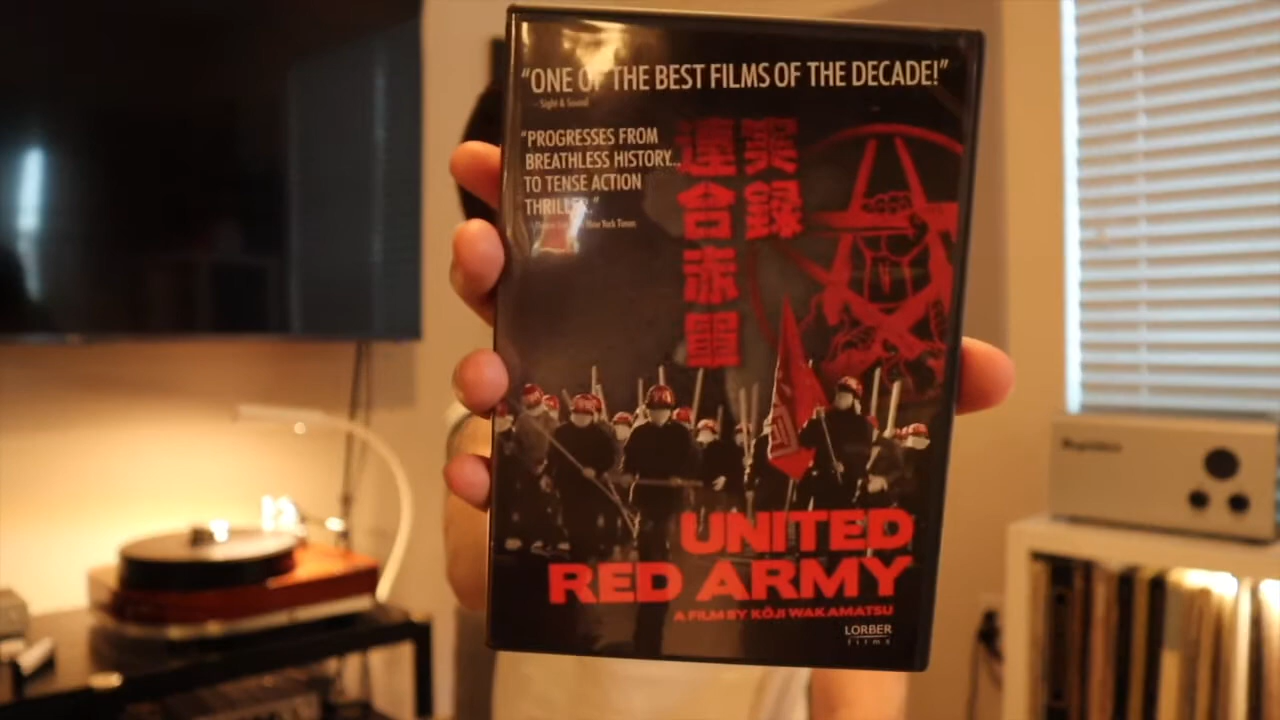 “ONE OF THE BEST FILMS OF THE DECADE!”
– Sight & Sound
“PROGRESSES FROM
BREATHLESS HISTORY...
TO TENSE ACTION
THRILLER.”
New York Times
実録
連合赤軍
UNITED
RED ARMY
A FILM BY KŌJI WAKAMATSU
LORBER
films